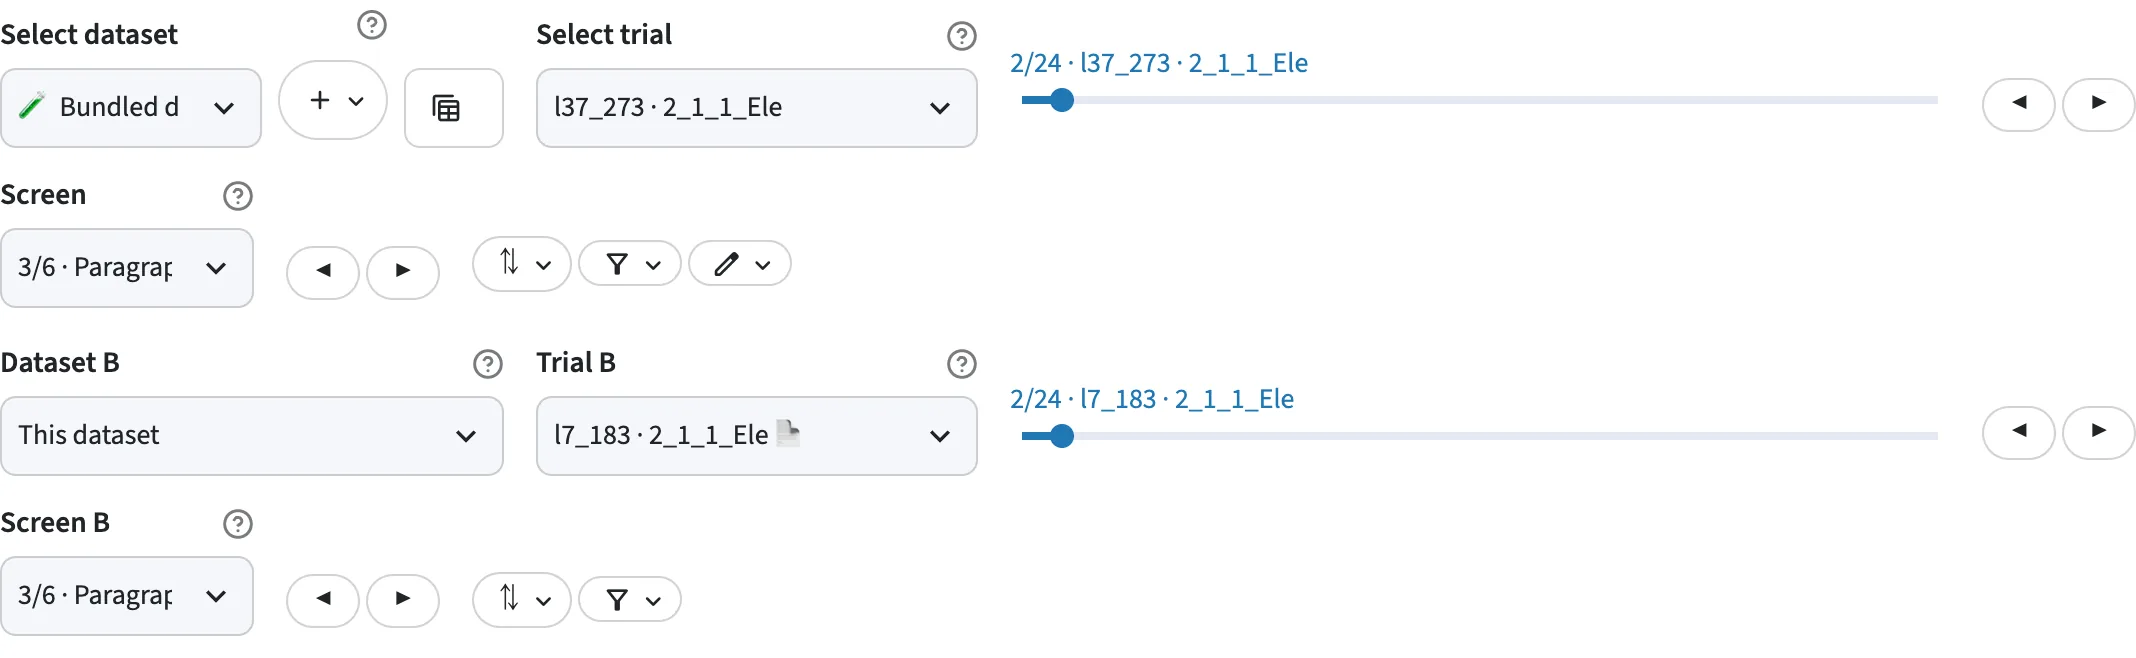 Select dataset
Select trial
2/24 · l37_273 · 2_1_1_Ele
Bundled d
l37_273 · 2_1_1_Ele
Screen
3/6 · Paragrap
Dataset B
Trial B
2/24 · l7_183 · 2_1_1_Ele
This dataset
l7_183 · 2_1_1_Ele
Screen B
3/6 · Paragrap